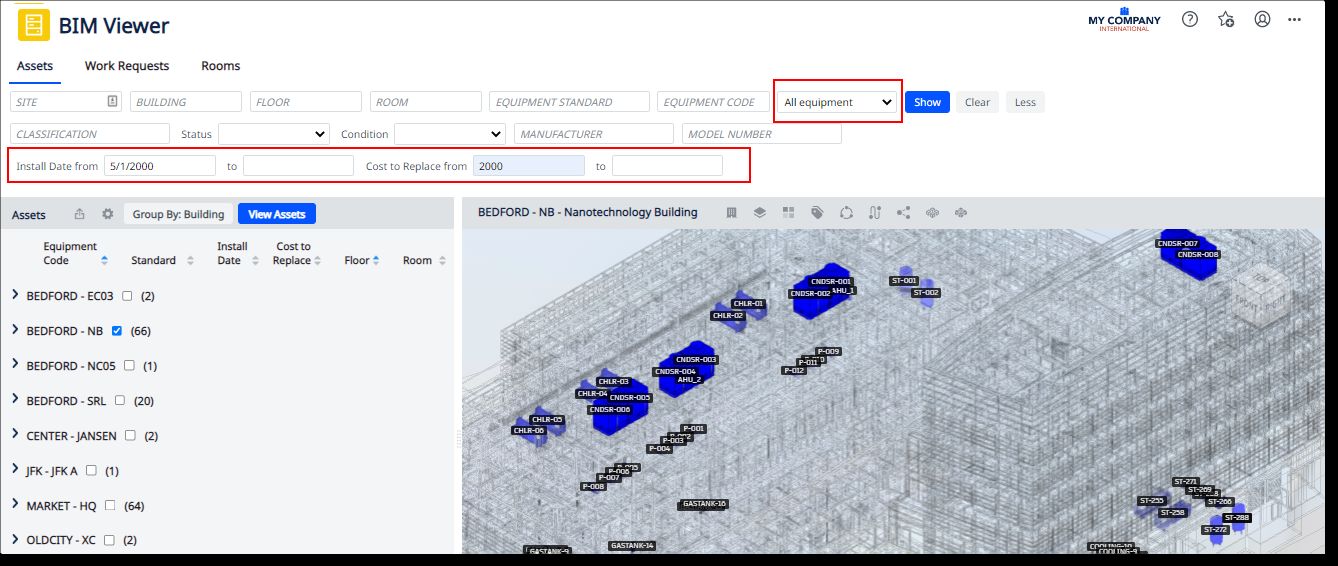 BIM Viewer
MY COMPANY
INTERNATIONAL
Assets Work Requests Rooms
SITE BUILDING FLOOR ROOM EQUIPMENT STANDARD EQUIPMENT CODE All equipment Show Clear Less
CLASSIFICATION Status Condition MANUFACTURER MODEL NUMBER
Install Date from 5/1/2000 to Cost to Replace from 2000 to
Assets Group By: Building View Assets
Equipment Code Standard Install Date Cost to Replace Floor Room
BEDFORD - EC03 (2)
BEDFORD - NB (66)
BEDFORD - NC05 (1)
BEDFORD - SRL (20)
CENTER - JANSEN (2)
JFK - JFK A (1)
MARKET - HQ (64)
OLDCITY - XC (2)
BEDFORD - NB - Nanotechnology Building
CNDSR-007
CNDSR-008
CNDSR-001
CNDSR-002 AHU_1
ST-001
ST-002
CHLR-01
CHLR-02
P-009
P-011
P-012
CNDSR-003
CNDSR-004
AHU_2
CHLR-03
CHLR-04
CNDSR-005
CNDSR-006
CHLR-05
CHLR-06
P-001
P-003
P-004
P-005
P-006
P-007
P-008
GASTANK-16
ST-271
ST-269
ST-255
ST-266
ST-258
ST-288
ST-272
GASTANK-14
GASTANK-9
COOLING-10
COOLING-9